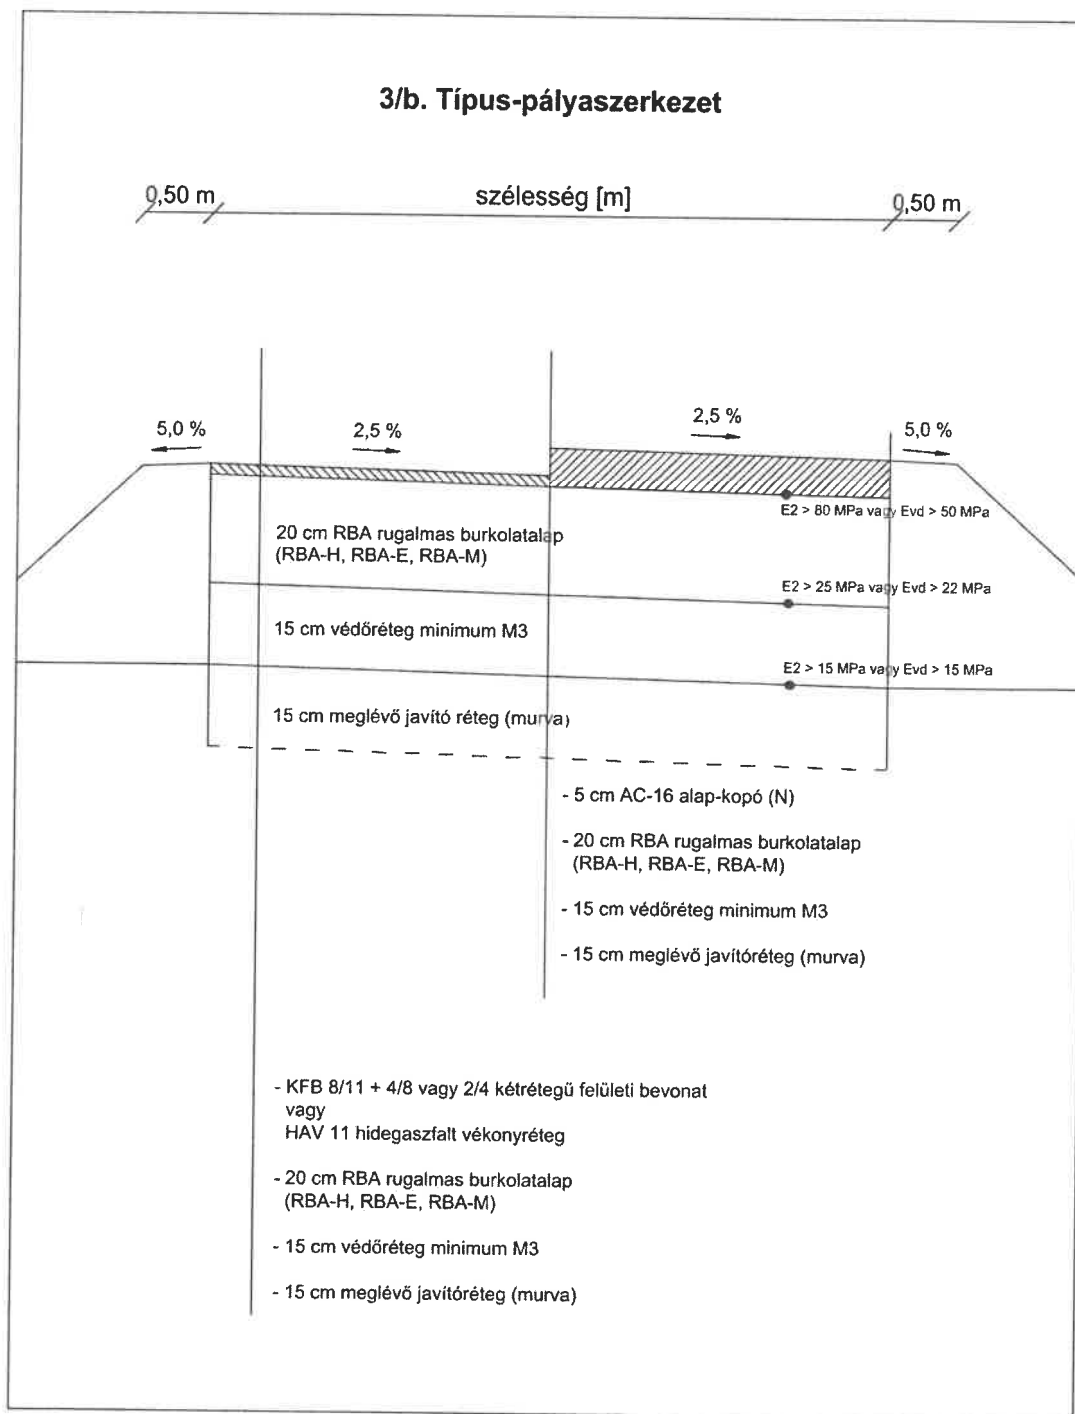 3/b. Típus-pályaszerkezet
0,50 m
szélesség [m]
0,50 m
5,0 %
2,5 %
2,5 %
5,0 %
E2 > 80 MPa vagy Evd > 50 MPa
20 cm RBA rugalmas burkolatalap
(RBA-H, RBA-E, RBA-M)
E2 > 25 MPa vagy Evd > 22 MPa
15 cm védőréteg minimum M3
E2 > 15 MPa vagy Evd > 15 MPa
15 cm meglévő javító réteg (murva)
- 5 cm AC-16 alap-kopó (N)
- 20 cm RBA rugalmas burkolatalap
(RBA-H, RBA-E, RBA-M)
- 15 cm védőréteg minimum M3
- 15 cm meglévő javítóréteg (murva)
- KFB 8/11 + 4/8 vagy 2/4 kétrétegű felületi bevonat
vagy
HAV 11 hidegaszfalt vékonyréteg
- 20 cm RBA rugalmas burkolatalap
(RBA-H, RBA-E, RBA-M)
- 15 cm védőréteg minimum M3
- 15 cm meglévő javítóréteg (murva)